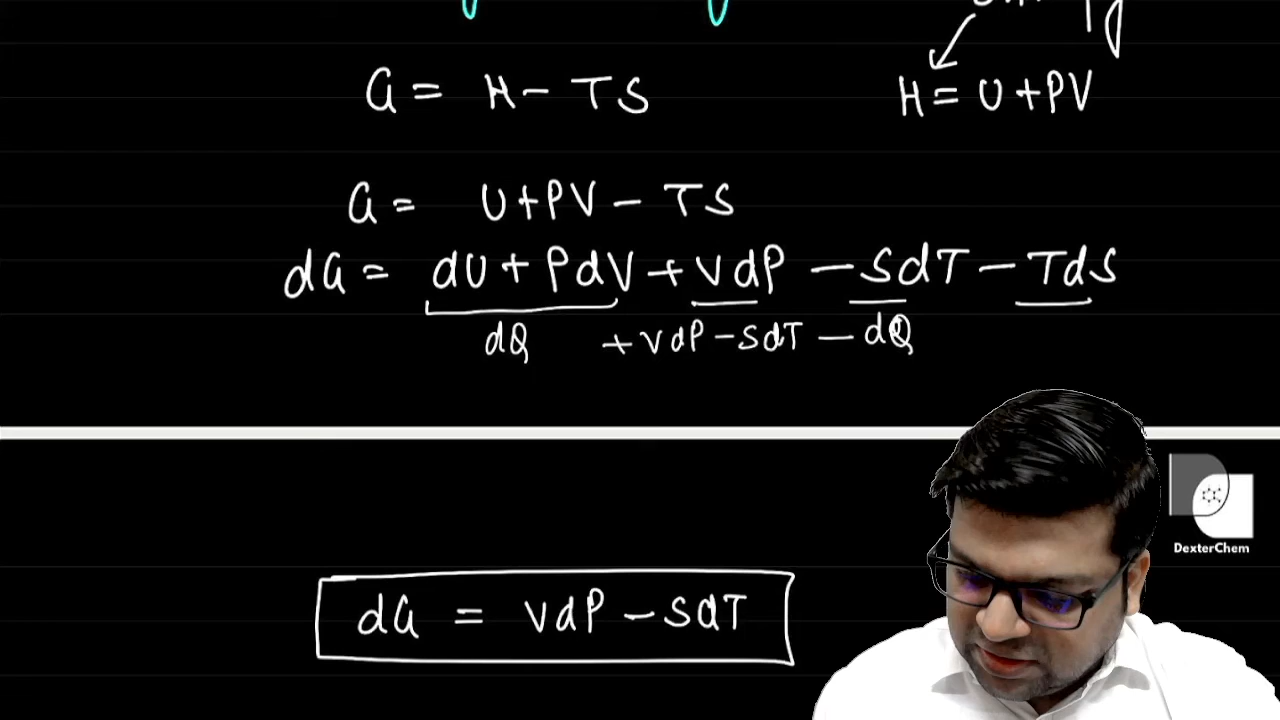 G = H - TS
H = U + PV
G = U + PV - TS
dG = dU + PdV + VdP - SdT - TdS
dQ + VdP - SdT - dQ
DexterChem
dG = VdP - SdT